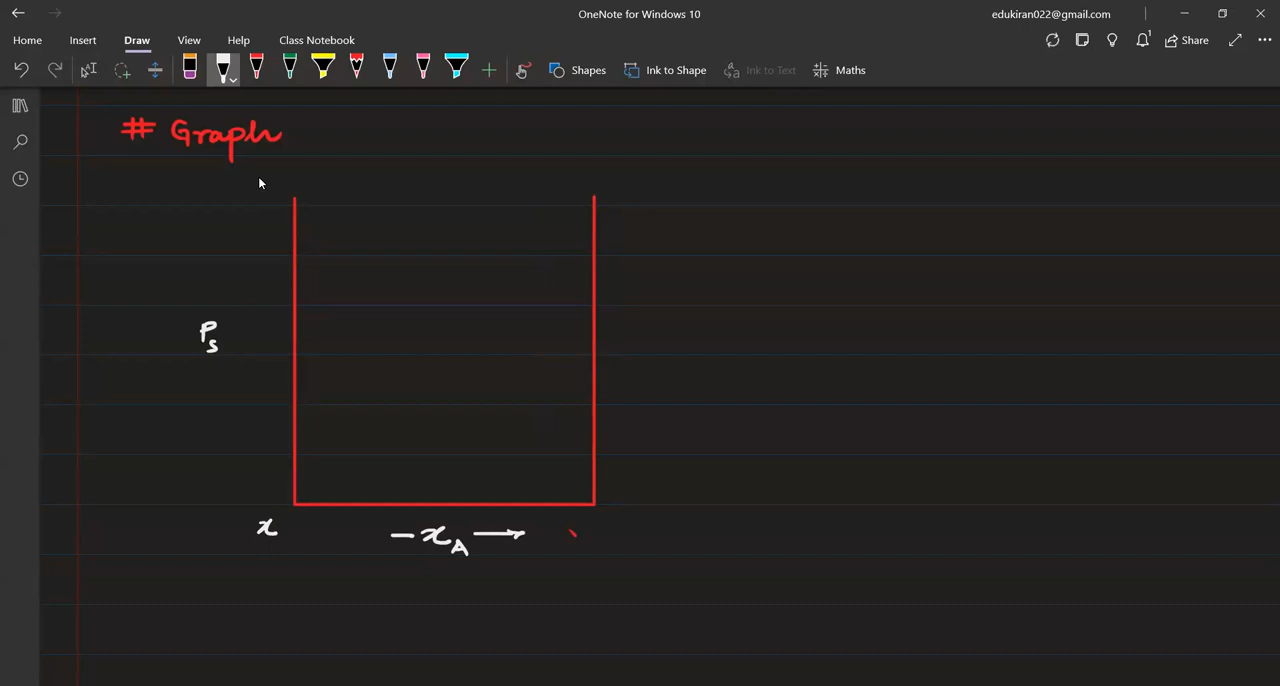 OneNote for Windows 10
edukiran022@gmail.com
Home Insert Draw View Help Class Notebook
Share
Shapes Ink to Shape Ink to Text Maths
# Graph
Ps
x
—xA→